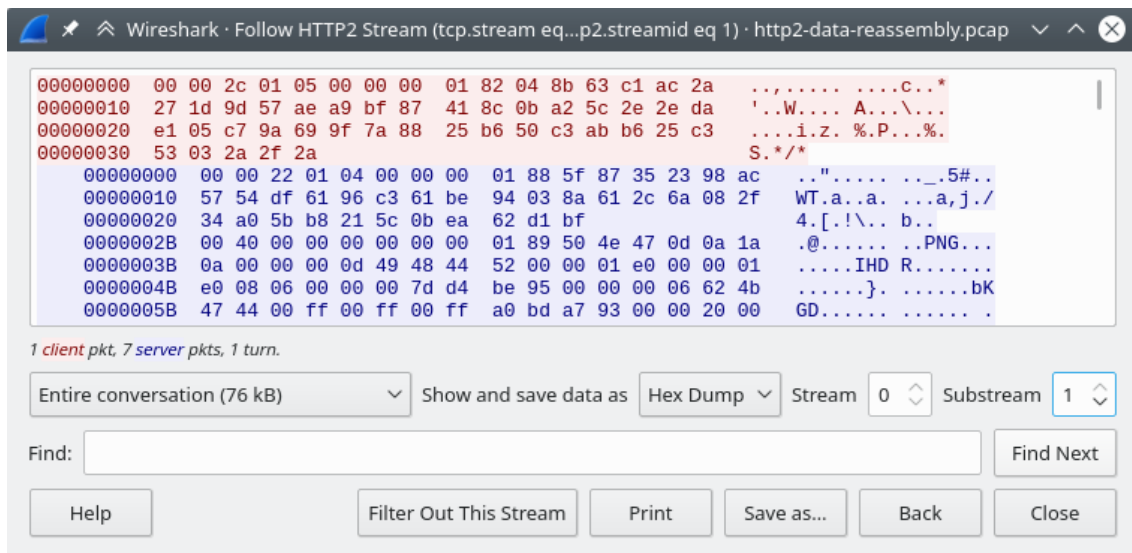 Wireshark · Follow HTTP2 Stream (tcp.stream eq...p2.streamid eq 1) · http2-data-reassembly.pcap
00000000  00 00 2c 01 05 00 00 00  01 82 04 8b 63 c1 ac 2a  ..,..... ....c..*
00000010  27 1d 9d 57 ae a9 bf 87  41 8c 0b a2 5c 2e 2e da  '..W.... A...\...
00000020  e1 05 c7 9a 69 9f 7a 88  25 b6 50 c3 ab b6 25 c3  ....i.z. %.P...%.
00000030  53 03 2a 2f 2a  S.*/*
00000000  00 00 22 01 04 00 00 00  01 88 5f 87 35 23 98 ac  .."..... .._.5#..
00000010  57 54 df 61 96 c3 61 be  94 03 8a 61 2c 6a 08 2f  WT.a..a. ...a,j./
00000020  34 a0 5b b8 21 5c 0b ea  62 d1 bf  4.[.!\.. b..
0000002B  00 40 00 00 00 00 00 00  01 89 50 4e 47 0d 0a 1a  .@...... ..PNG...
0000003B  0a 00 00 00 0d 49 48 44  52 00 00 01 e0 00 00 01  .....IHD R.......
0000004B  e0 08 06 00 00 00 7d d4  be 95 00 00 00 06 62 4b  ......}. ......bK
0000005B  47 44 00 ff 00 ff 00 ff  a0 bd a7 93 00 00 20 00  GD...... ...... .
1 client pkt, 7 server pkts, 1 turn.
Entire conversation (76 kB) Show and save data as Hex Dump Stream 0 Substream 1
Find: Find Next
Help Filter Out This Stream Print Save as... Back Close